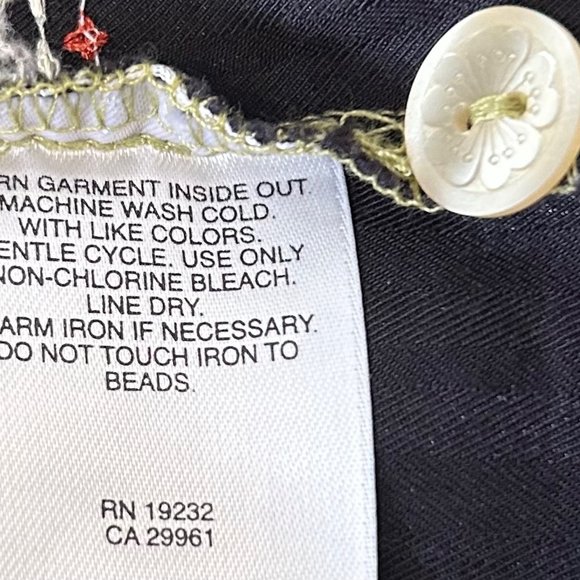 RN GARMENT INSIDE OUT.
MACHINE WASH COLD.
WITH LIKE COLORS.
ENTLE CYCLE. USE ONLY
NON-CHLORINE BLEACH.
LINE DRY.
ARM IRON IF NECESSARY.
DO NOT TOUCH IRON TO
BEADS.
RN 19232
CA 29961